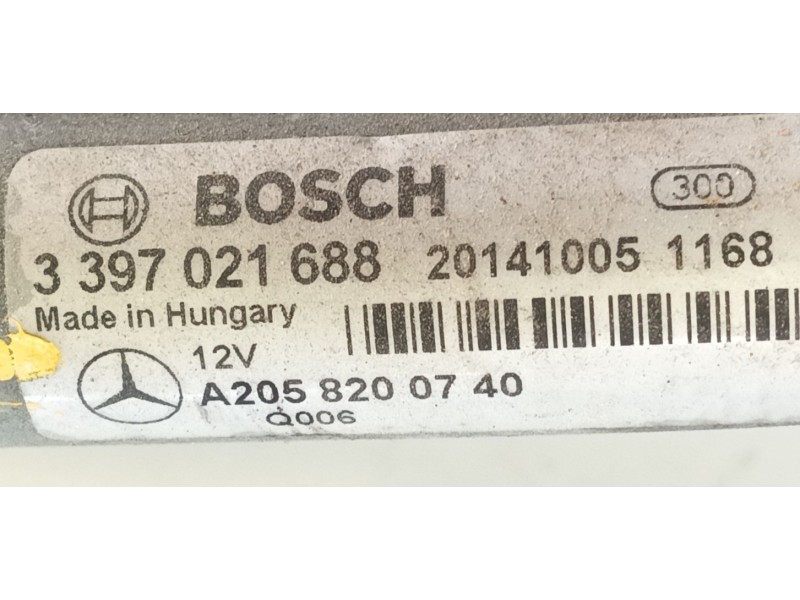 BOSCH 300
3 397 021 688 20141005 1168
Made in Hungary
12V
A205 820 07 40
Q006